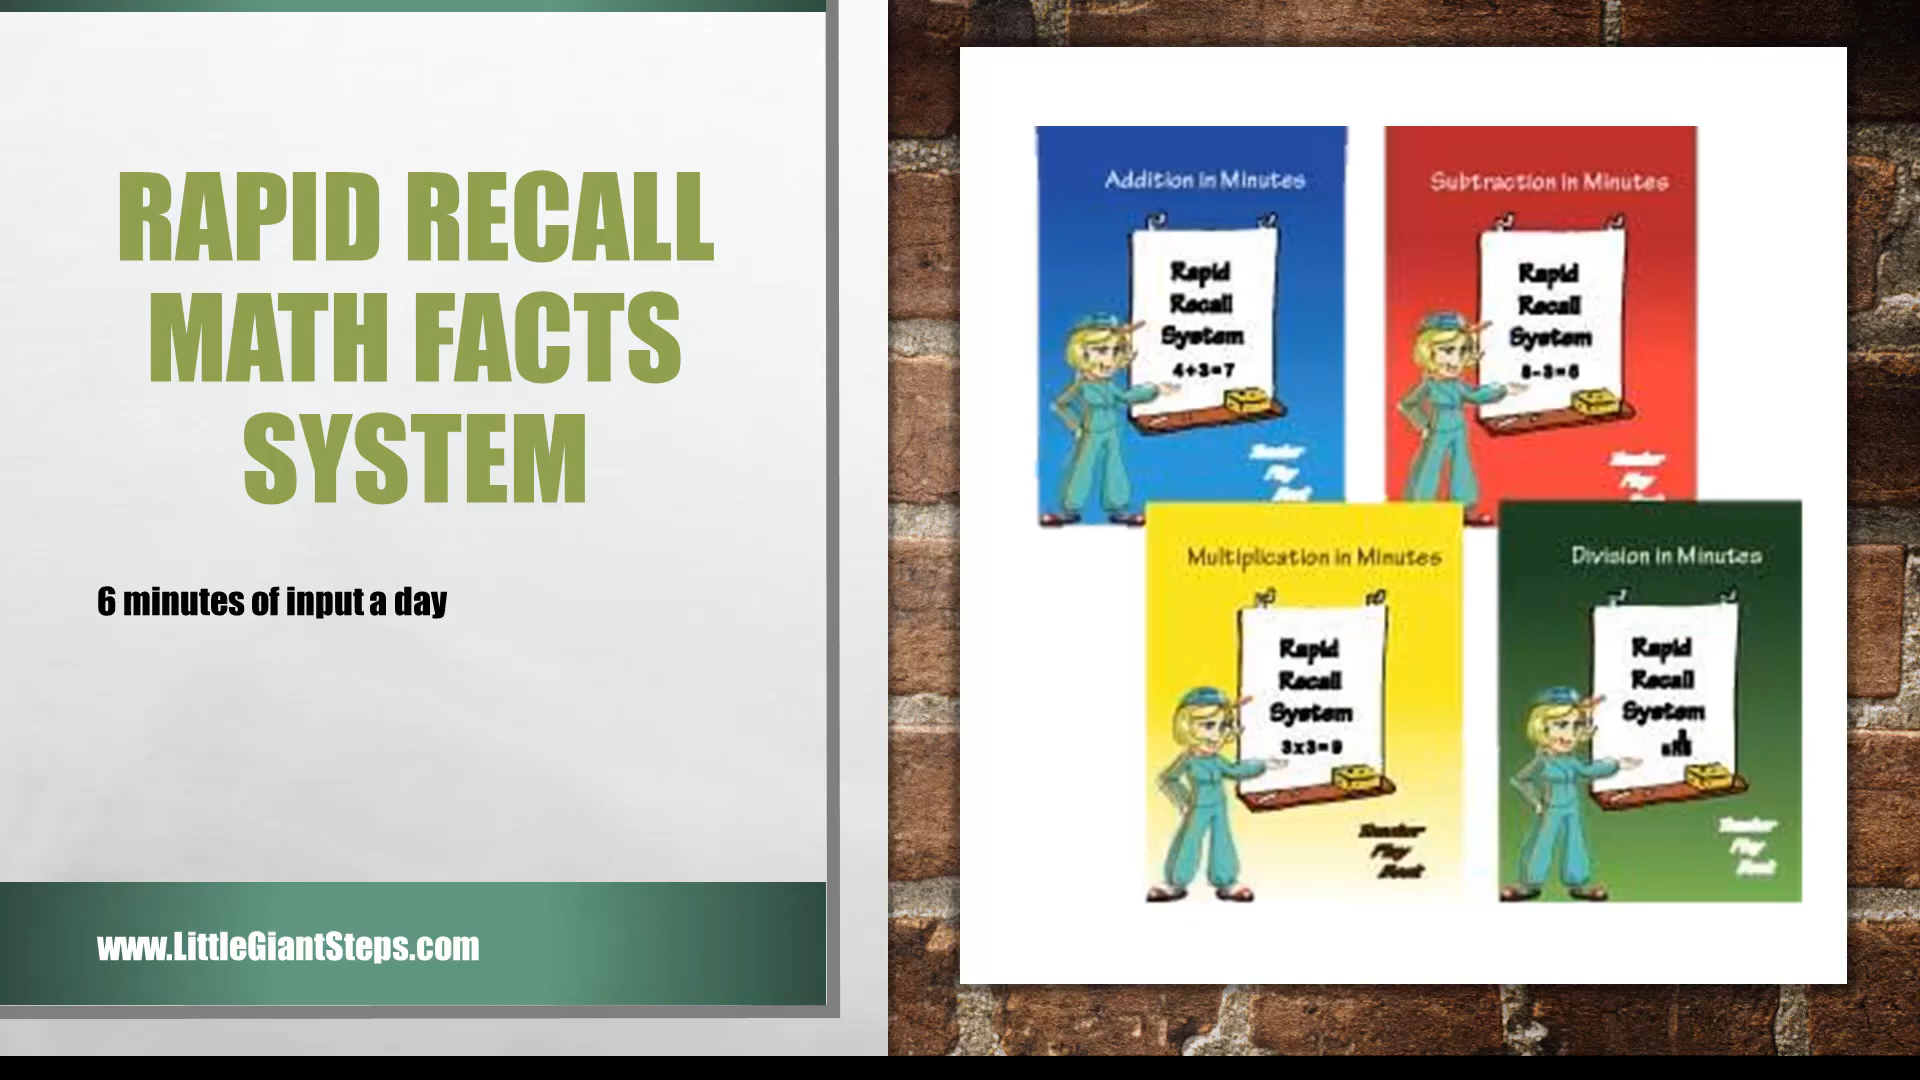 RAPID RECALL
MATH FACTS
SYSTEM
6 minutes of input a day
www.LittleGiantSteps.com
Addition in Minutes
Rapid
Recall
System
4+3=7
Subtraction in Minutes
Rapid
Recall
System
Multiplication in Minutes
Rapid
Recall
System
3x3=9
Division in Minutes
Rapid
Recall
System